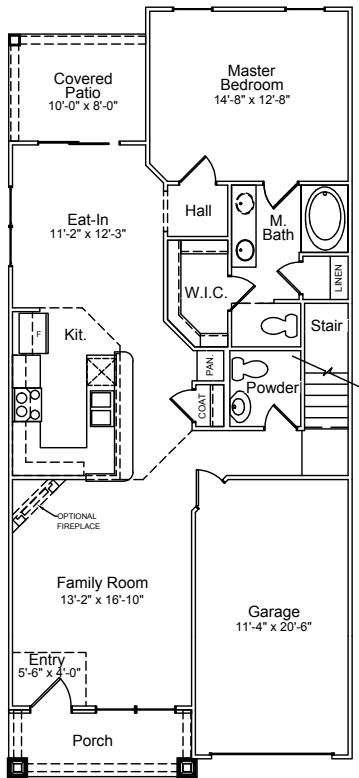 Master
Bedroom
14'-8" x 12'-8"
Covered
Patio
10'-0" x 8'-0"
Eat-In
11'-2" x 12'-3"
Hall
M.
Bath
LINEN
W.I.C.
Stair
F
Kit.
PAN.
COAT
Powder
OPTIONAL
FIREPLACE
Family Room
13'-2" x 16'-10"
Garage
11'-4" x 20'-6"
Entry
5'-6" x 4'-0"
Porch